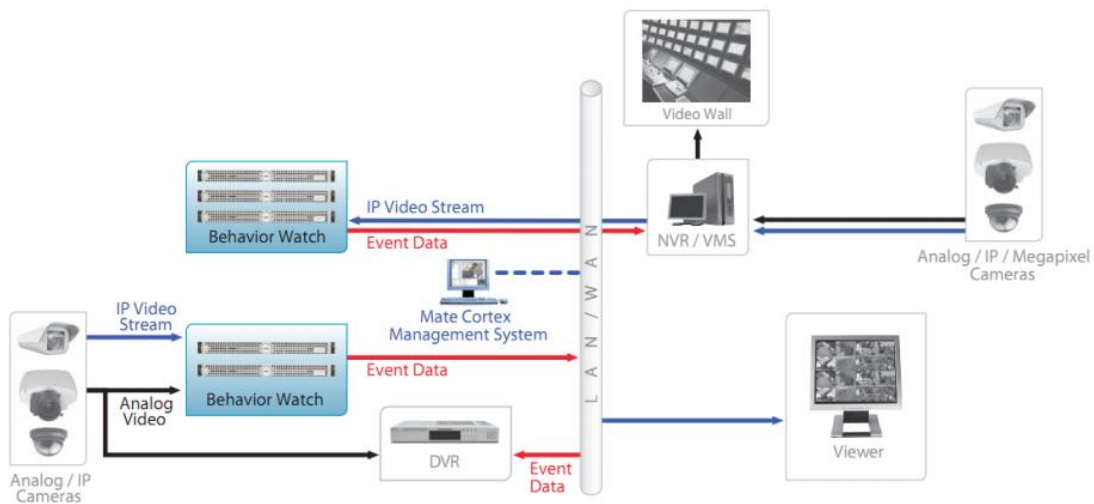 Video Wall
IP Video Stream
Behavior Watch
Event Data
NVR / VMS
LAN/WAN
Analog / IP / Megapixel
Cameras
Mate Cortex
Management System
IP Video
Stream
Event Data
Behavior Watch
Analog
Video
DVR
Event
Data
Viewer
Analog / IP
Cameras